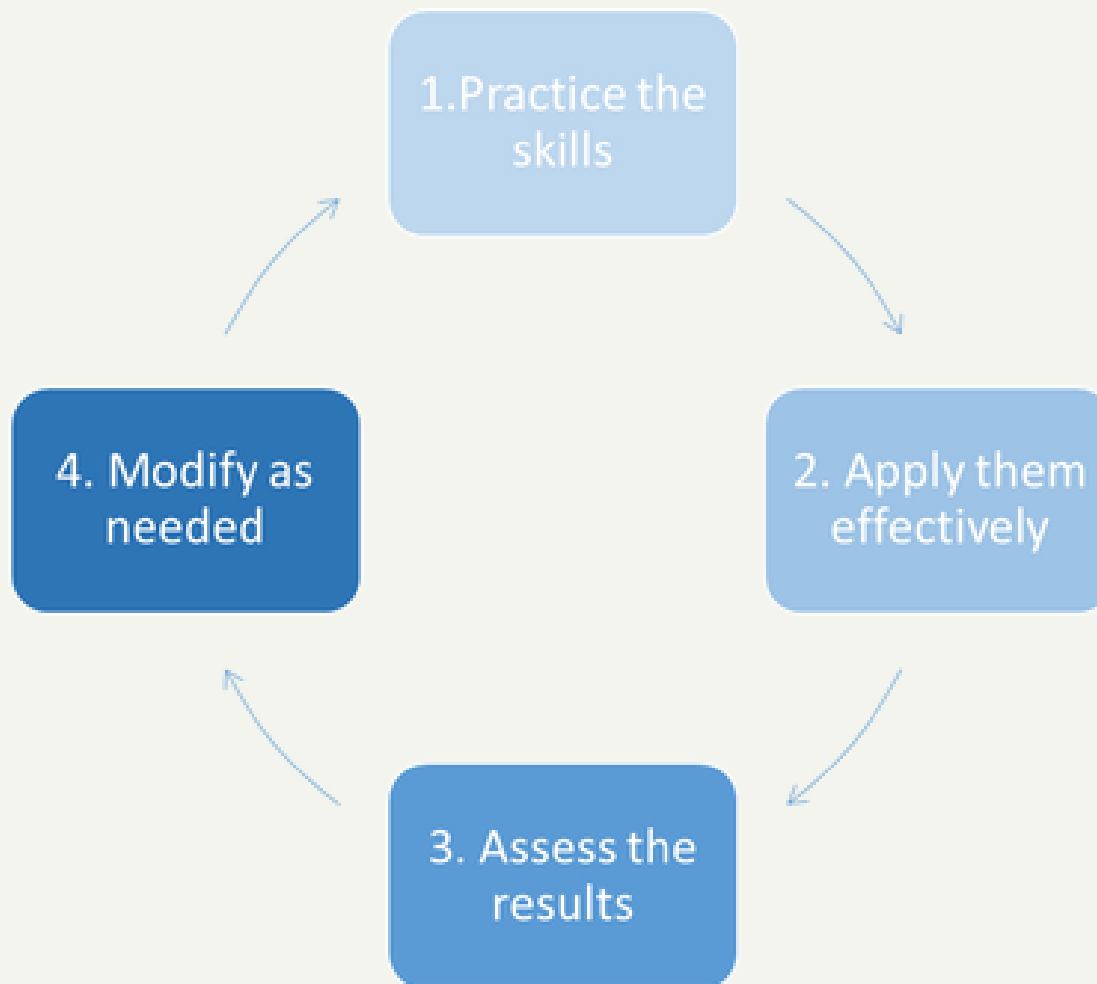 1.Practice the
skills
2. Apply them
effectively
3. Assess the
results
4. Modify as
needed